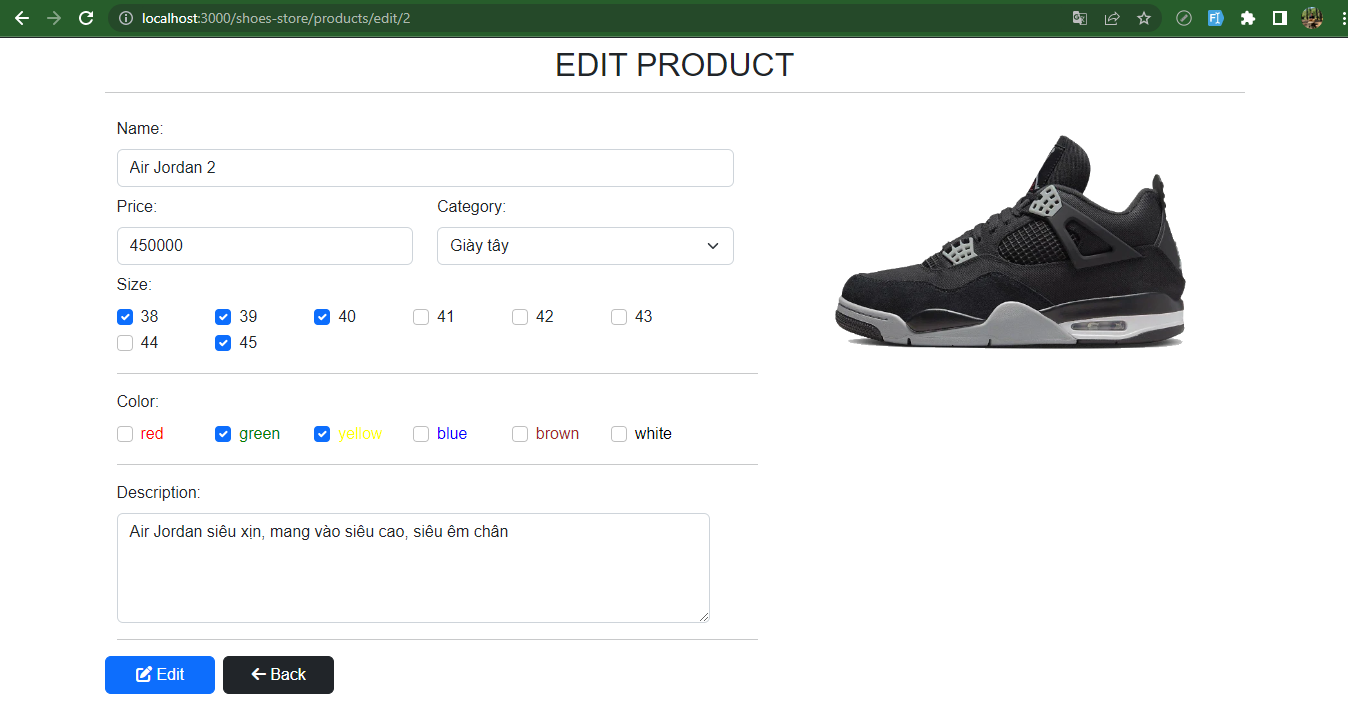 localhost:3000/shoes-store/products/edit/2
EDIT PRODUCT
Name:
Air Jordan 2
Price:
Category:
450000
Giày tây
Size:
38 39 40 41 42 43
44 45
Color:
red green yellow blue brown white
Description:
Air Jordan siêu xịn, mang vào siêu cao, siêu êm chân
Edit Back